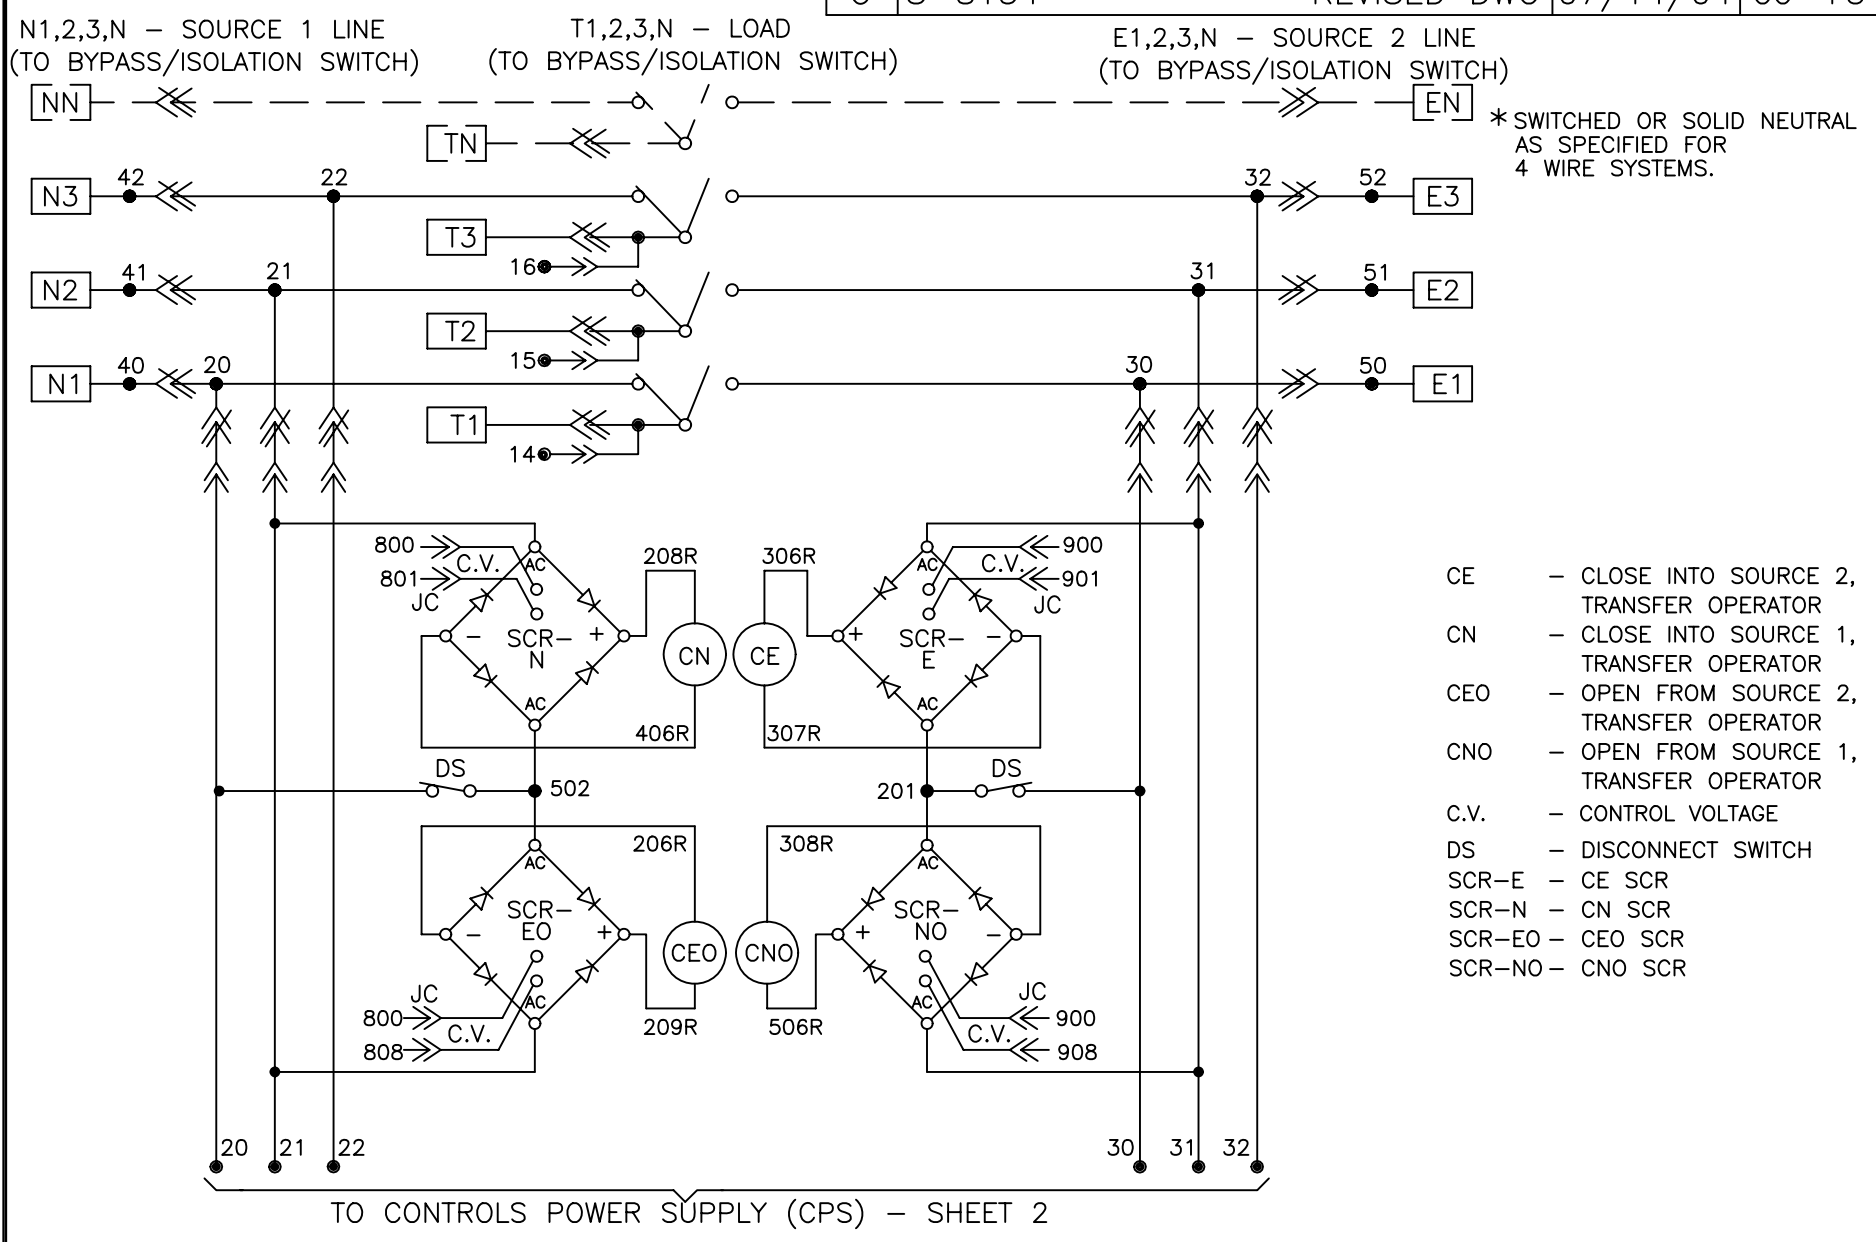 N1,2,3,N – SOURCE 1 LINE
(TO BYPASS/ISOLATION SWITCH)
T1,2,3,N – LOAD
(TO BYPASS/ISOLATION SWITCH)
E1,2,3,N – SOURCE 2 LINE
(TO BYPASS/ISOLATION SWITCH)
NN
EN
TN
* SWITCHED OR SOLID NEUTRAL
AS SPECIFIED FOR
4 WIRE SYSTEMS.
N3 42 22 32 52 E3
T3
16
N2 41 21 31 51 E2
T2
15
N1 40 20 30 50 E1
T1
14
800 C.V. AC 208R 306R AC C.V. 900
801 JC JC 901
– SCR– + CN CE + SCR– –
N E
AC 406R 307R AC
DS 502 201 DS
206R 308R
AC AC
SCR– SCR–
– EO + CEO CNO + NO –
JC AC AC JC
800 C.V. 209R 506R C.V. 900
808 908
20 21 22 30 31 32
TO CONTROLS POWER SUPPLY (CPS) – SHEET 2
CE – CLOSE INTO SOURCE 2,
TRANSFER OPERATOR
CN – CLOSE INTO SOURCE 1,
TRANSFER OPERATOR
CEO – OPEN FROM SOURCE 2,
TRANSFER OPERATOR
CNO – OPEN FROM SOURCE 1,
TRANSFER OPERATOR
C.V. – CONTROL VOLTAGE
DS – DISCONNECT SWITCH
SCR–E – CE SCR
SCR–N – CN SCR
SCR–EO – CEO SCR
SCR–NO – CNO SCR